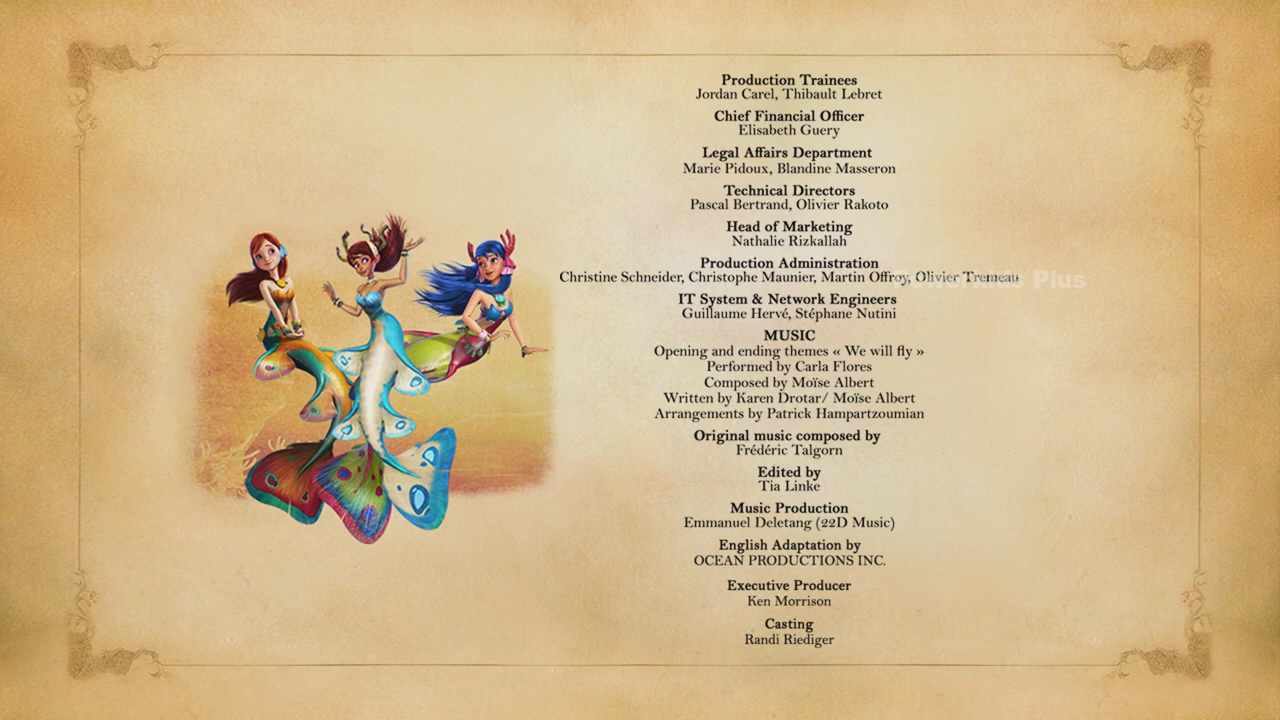 Production Trainees
Jordan Carel, Thibault Lebret
Chief Financial Officer
Elisabeth Guery
Legal Affairs Department
Marie Pidoux, Blandine Masseron
Technical Directors
Pascal Bertrand, Olivier Rakoto
Head of Marketing
Nathalie Rizkallah
Production Administration
Christine Schneider, Christophe Maunier, Martin Offroy, Olivier Tremeau
Plus
IT System & Network Engineers
Guillaume Hervé, Stéphane Nutini
MUSIC
Opening and ending themes « We will fly »
Performed by Carla Flores
Composed by Moïse Albert
Written by Karen Drotar/ Moïse Albert
Arrangements by Patrick Hampartzoumian
Original music composed by
Frédéric Talgorn
Edited by
Tia Linke
Music Production
Emmanuel Deletang (22D Music)
English Adaptation by
OCEAN PRODUCTIONS INC.
Executive Producer
Ken Morrison
Casting
Randi Riediger